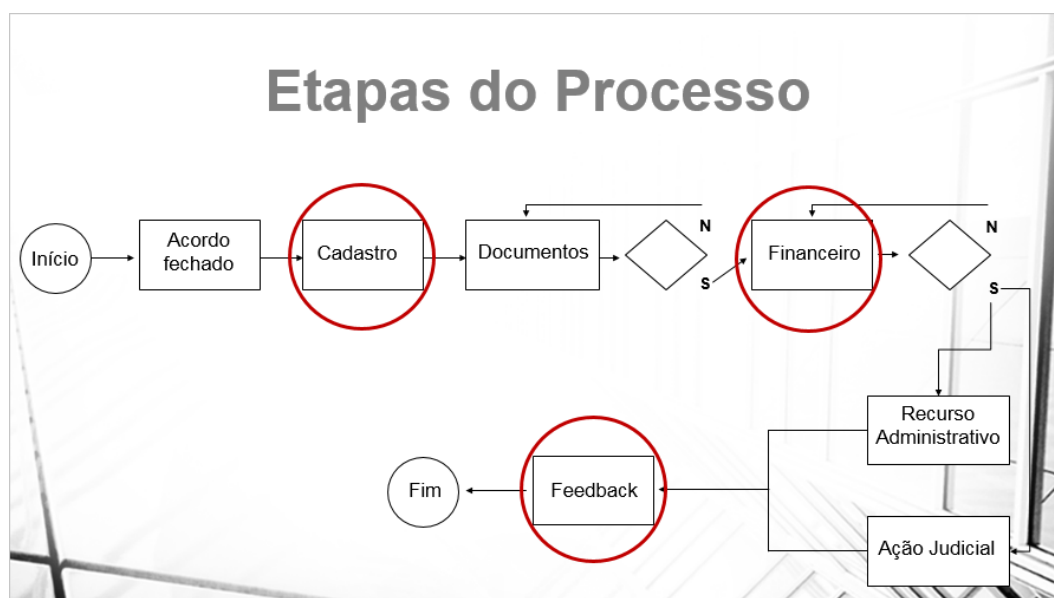 Etapas do Processo
Início
Acordo
fechado
Cadastro
Documentos
N
S
Financeiro
N
S
Recurso
Administrativo
Ação Judicial
Feedback
Fim